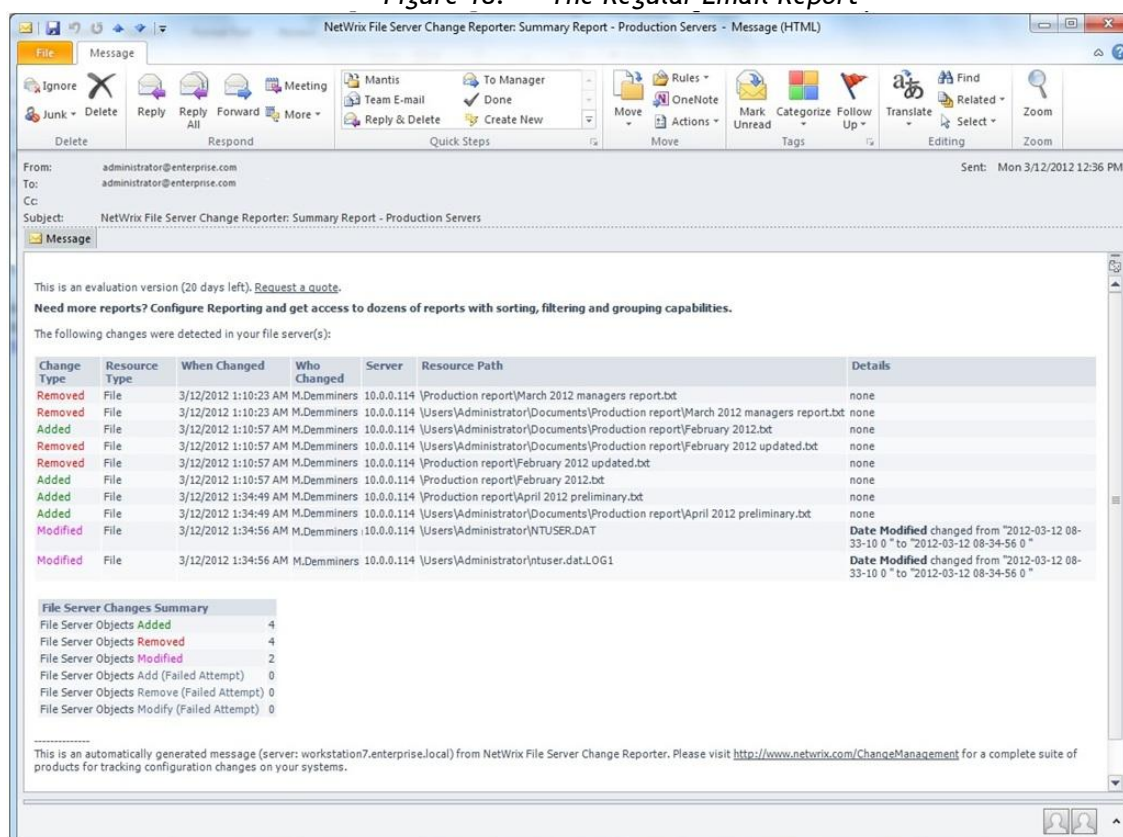 Figure 18: The Regular Email Report
NetWrix File Server Change Reporter: Summary Report - Production Servers - Message (HTML)
File Message
Ignore
Junk
Delete
Reply
Reply All
Forward
Meeting
More
Mantis
Team E-mail
Reply & Delete
To Manager
Done
Create New
Move
Rules
OneNote
Actions
Mark Unread
Categorize
Follow Up
Translate
Find
Related
Select
Zoom
Delete Respond Quick Steps Move Tags Editing Zoom
From: administrator@enterprise.com Sent: Mon 3/12/2012 12:36 PM
To: administrator@enterprise.com
Cc:
Subject: NetWrix File Server Change Reporter: Summary Report - Production Servers
Message
This is an evaluation version (20 days left). Request a quote.
Need more reports? Configure Reporting and get access to dozens of reports with sorting, filtering and grouping capabilities.
The following changes were detected in your file server(s):
Change Type Resource Type When Changed Who Changed Server Resource Path Details
Removed File 3/12/2012 1:10:23 AM M.Demminers 10.0.0.114 \Production report\March 2012 managers report.txt none
Removed File 3/12/2012 1:10:23 AM M.Demminers 10.0.0.114 \Users\Administrator\Documents\Production report\March 2012 managers report.txt none
Added File 3/12/2012 1:10:57 AM M.Demminers 10.0.0.114 \Users\Administrator\Documents\Production report\February 2012.txt none
Removed File 3/12/2012 1:10:57 AM M.Demminers 10.0.0.114 \Users\Administrator\Documents\Production report\February 2012 updated.txt none
Removed File 3/12/2012 1:10:57 AM M.Demminers 10.0.0.114 \Production report\February 2012 updated.txt none
Added File 3/12/2012 1:10:57 AM M.Demminers 10.0.0.114 \Production report\February 2012.txt none
Added File 3/12/2012 1:34:49 AM M.Demminers 10.0.0.114 \Production report\April 2012 preliminary.txt none
Added File 3/12/2012 1:34:49 AM M.Demminers 10.0.0.114 \Users\Administrator\Documents\Production report\April 2012 preliminary.txt none
Modified File 3/12/2012 1:34:56 AM M.Demminers 10.0.0.114 \Users\Administrator\NTUSER.DAT Date Modified changed from "2012-03-12 08-
33-10 0 " to "2012-03-12 08-34-56 0 "
Modified File 3/12/2012 1:34:56 AM M.Demminers 10.0.0.114 \Users\Administrator\ntuser.dat.LOG1 Date Modified changed from "2012-03-12 08-
33-10 0 " to "2012-03-12 08-34-56 0 "
File Server Changes Summary
File Server Objects Added 4
File Server Objects Removed 4
File Server Objects Modified 2
File Server Objects Add (Failed Attempt) 0
File Server Objects Remove (Failed Attempt) 0
File Server Objects Modify (Failed Attempt) 0
--------------
This is an automatically generated message (server: workstation7.enterprise.local) from NetWrix File Server Change Reporter. Please visit http://www.netwrix.com/ChangeManagement for a complete suite of
products for tracking configuration changes on your systems.